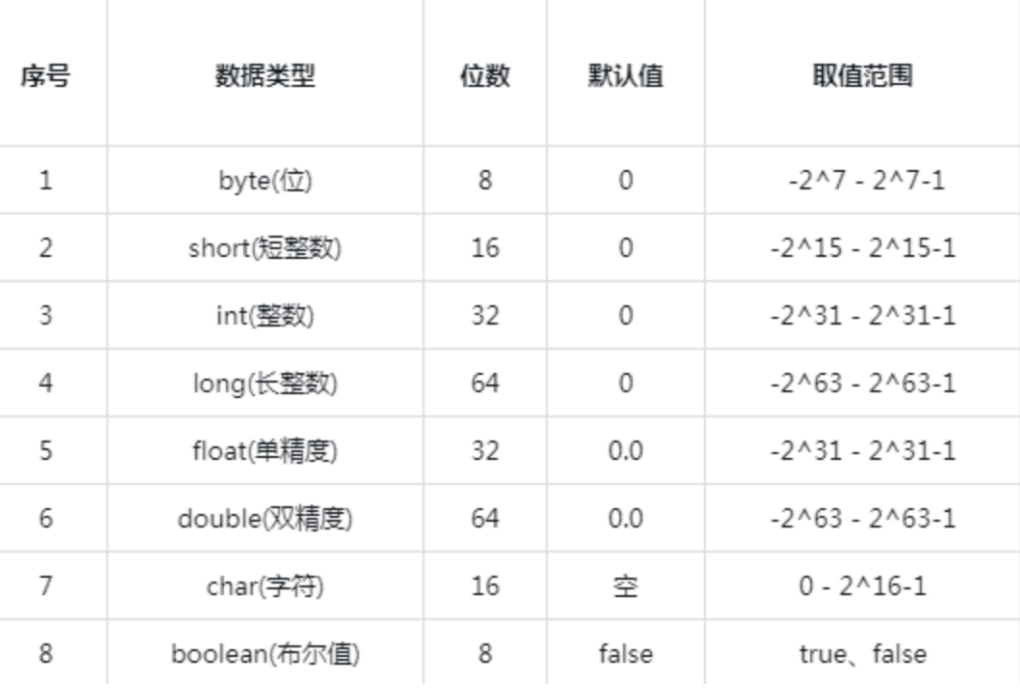 序号 数据类型 位数 默认值 取值范围
1 byte(位) 8 0 -2^7 - 2^7-1
2 short(短整数) 16 0 -2^15 - 2^15-1
3 int(整数) 32 0 -2^31 - 2^31-1
4 long(长整数) 64 0 -2^63 - 2^63-1
5 float(单精度) 32 0.0 -2^31 - 2^31-1
6 double(双精度) 64 0.0 -2^63 - 2^63-1
7 char(字符) 16 空 0 - 2^16-1
8 boolean(布尔值) 8 false true、false